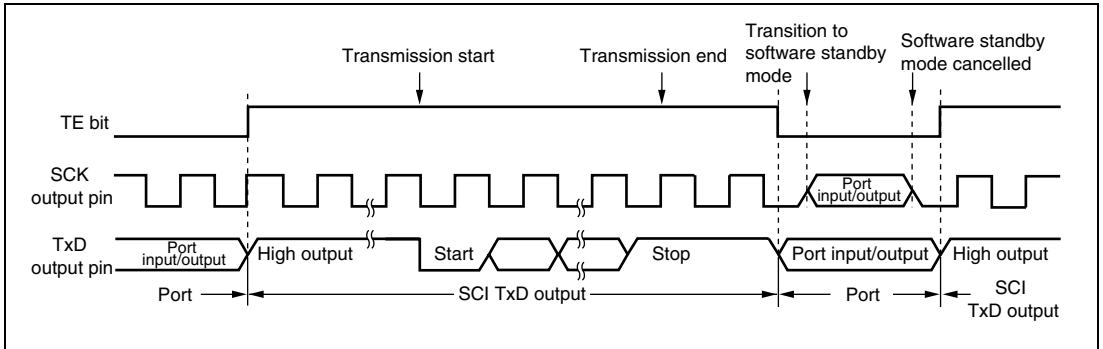 Transmission start
Transmission end
Transition to
software standby
mode
Software standby
mode cancelled
TE bit
SCK
output pin
Port
input/output
TxD
output pin
Port
input/output
High output
Start
Stop
Port input/output
High output
Port
SCI TxD output
Port
SCI
TxD output